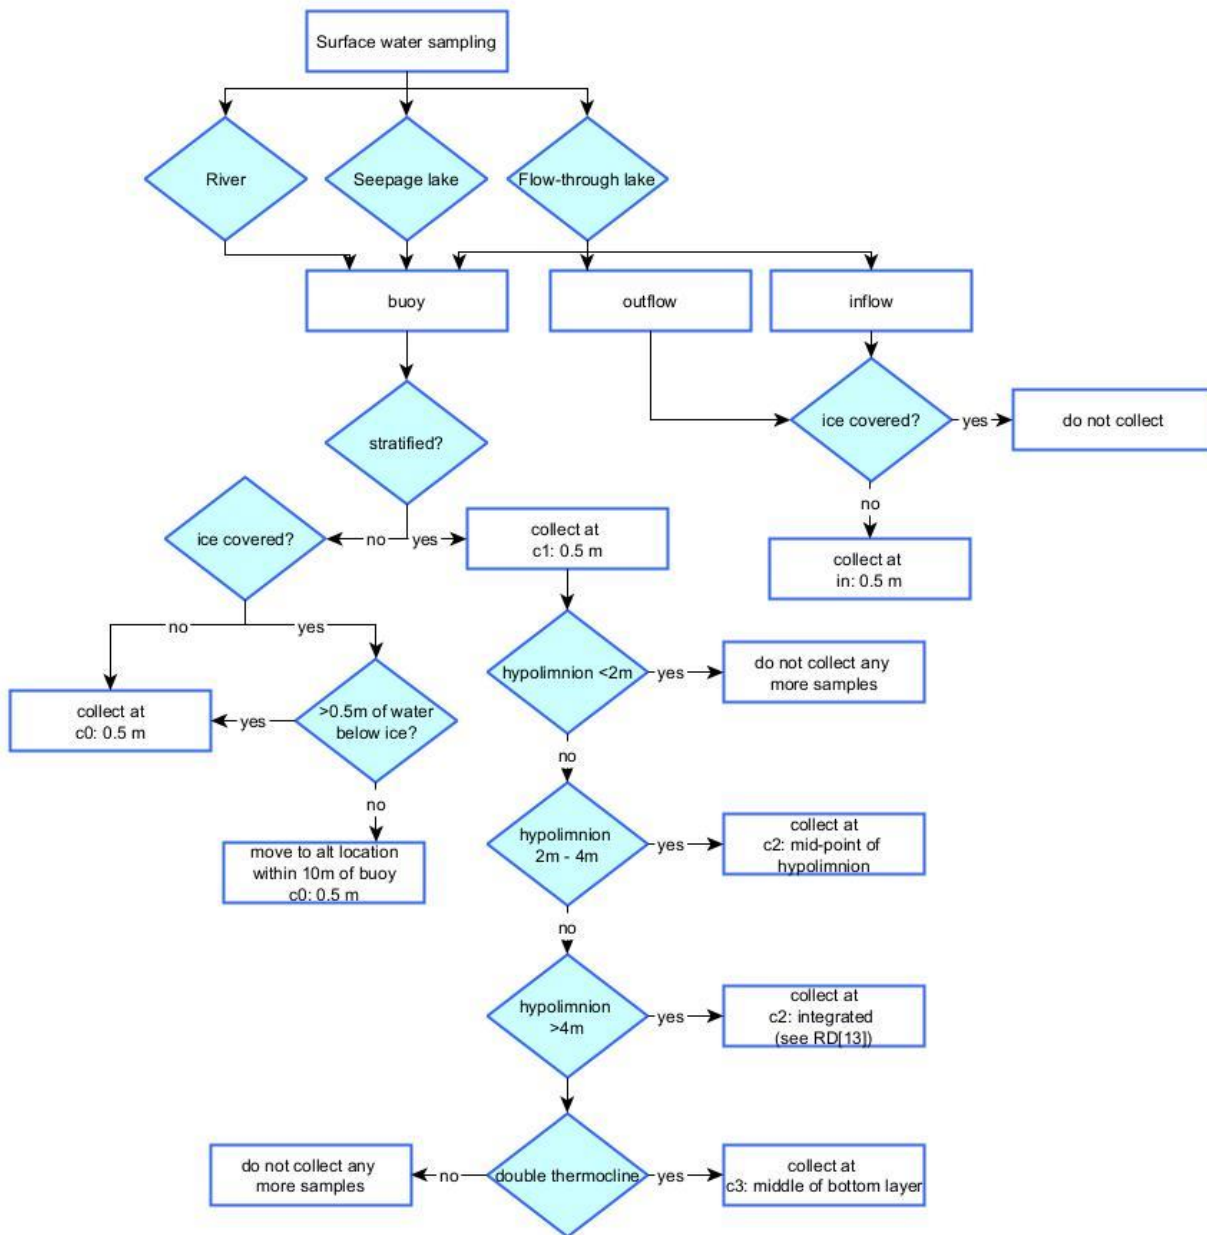 Surface water sampling
River
Seepage lake
Flow-through lake
buoy
outflow
inflow
stratified?
ice covered?
yes
do not collect
no
collect at
in: 0.5 m
ice covered?
no
yes
collect at
c1: 0.5 m
no
yes
hypolimnion <2m
yes
do not collect any
more samples
collect at
c0: 0.5 m
yes
>0.5m of water
below ice?
no
no
move to alt location
within 10m of buoy
c0: 0.5 m
hypolimnion
2m - 4m
yes
collect at
c2: mid-point of
hypolimnion
no
hypolimnion
>4m
yes
collect at
c2: integrated
(see RD[13])
do not collect any
more samples
no
double thermocline
yes
collect at
c3: middle of bottom layer